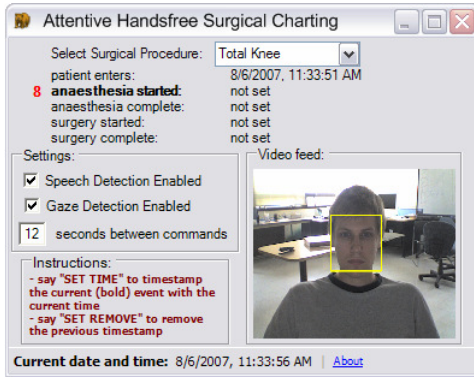 Attentive Handsfree Surgical Charting
Select Surgical Procedure: Total Knee
patient enters: 8/6/2007, 11:33:51 AM
8 anaesthesia started: not set
anaesthesia complete: not set
surgery started: not set
surgery complete: not set
Settings:
Speech Detection Enabled
Gaze Detection Enabled
12 seconds between commands
Instructions:
- say "SET TIME" to timestamp
the current (bold) event with the
current time
- say "SET REMOVE" to remove
the previous timestamp
Video feed:
Current date and time: 8/6/2007, 11:33:56 AM | About